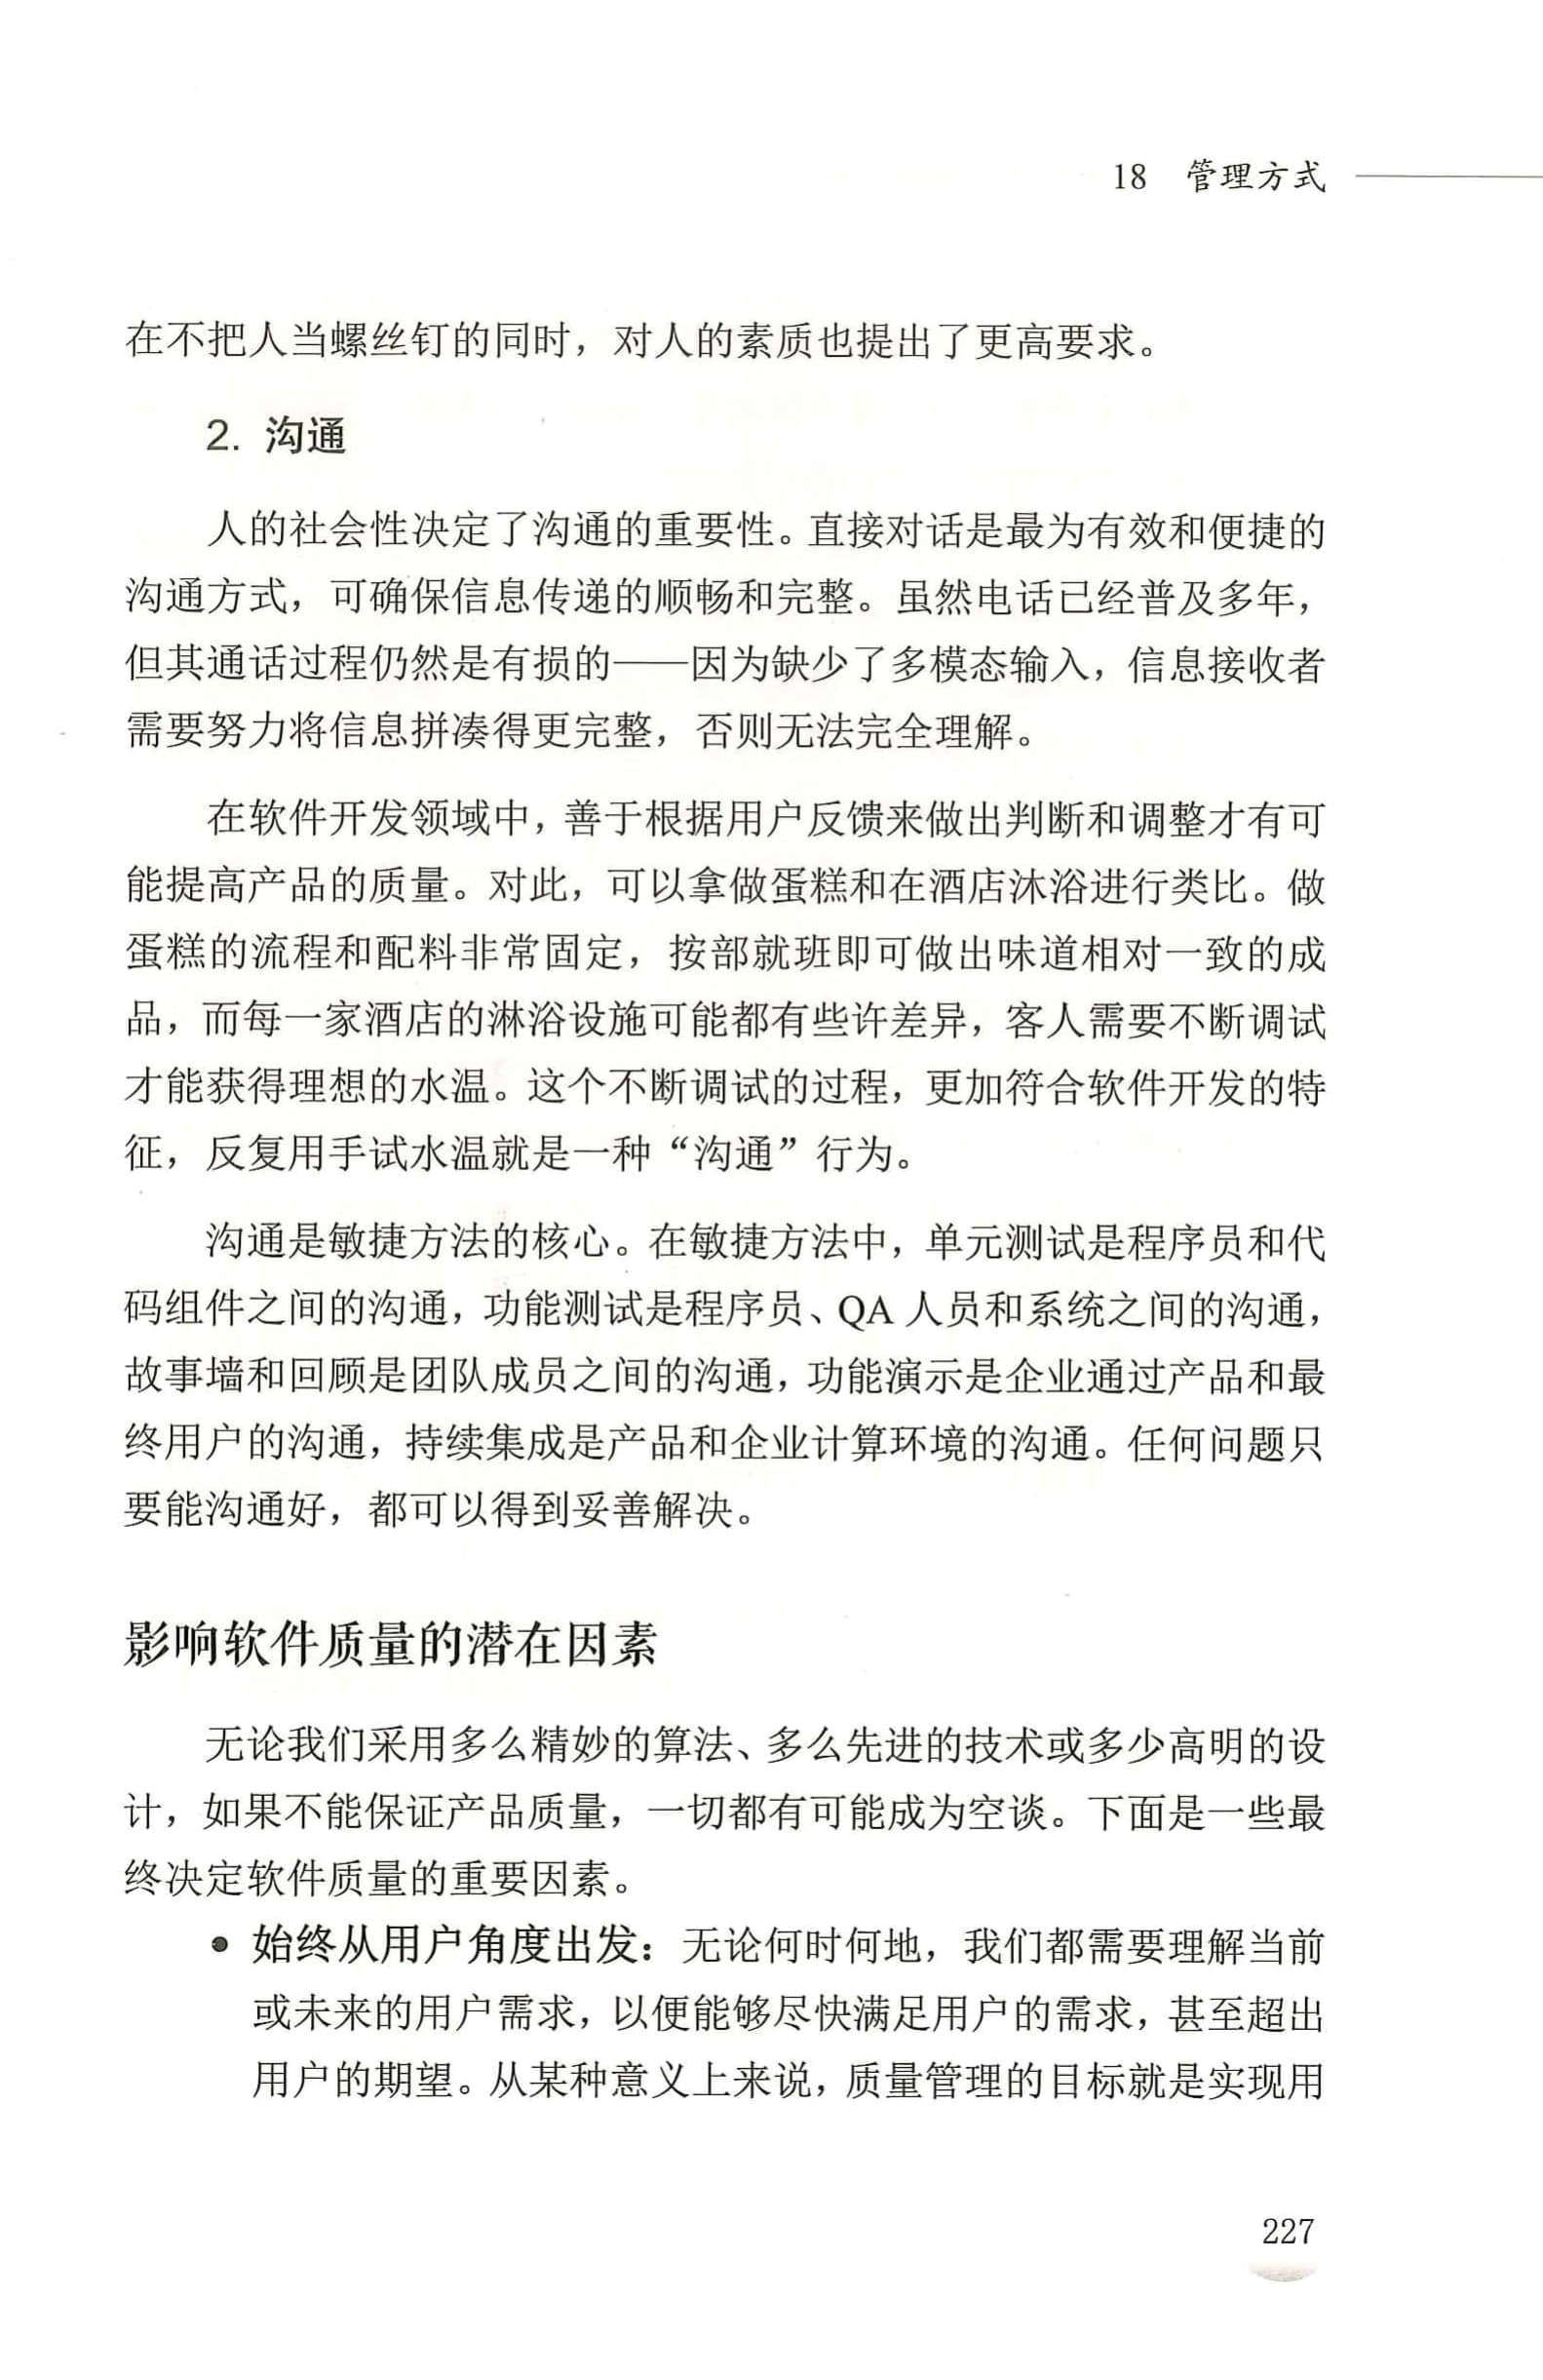 18 管理方式
在不把人当螺丝钉的同时，对人的素质也提出了更高要求。
2. 沟通
人的社会性决定了沟通的重要性。直接对话是最为有效和便捷的
沟通方式，可确保信息传递的顺畅和完整。虽然电话已经普及多年，
但其通话过程仍然是有损的——因为缺少了多模态输入，信息接收者
需要努力将信息拼凑得更完整，否则无法完全理解。
在软件开发领域中，善于根据用户反馈来做出判断和调整才有可
能提高产品的质量。对此，可以拿做蛋糕和在酒店沐浴进行类比。做
蛋糕的流程和配料非常固定，按部就班即可做出味道相对一致的成
品，而每一家酒店的淋浴设施可能都有些许差异，客人需要不断调试
才能获得理想的水温。这个不断调试的过程，更加符合软件开发的特
征，反复用手试水温就是一种“沟通”行为。
沟通是敏捷方法的核心。在敏捷方法中，单元测试是程序员和代
码组件之间的沟通，功能测试是程序员、QA 人员和系统之间的沟通，
故事墙和回顾是团队成员之间的沟通，功能演示是企业通过产品和最
终用户的沟通，持续集成是产品和企业计算环境的沟通。任何问题只
要能沟通好，都可以得到妥善解决。
影响软件质量的潜在因素
无论我们采用多么精妙的算法、多么先进的技术或多少高明的设
计，如果不能保证产品质量，一切都有可能成为空谈。下面是一些最
终决定软件质量的重要因素。
● 始终从用户角度出发：无论何时何地，我们都需要理解当前
或未来的用户需求，以便能够尽快满足用户的需求，甚至超出
用户的期望。从某种意义上来说，质量管理的目标就是实现用
227